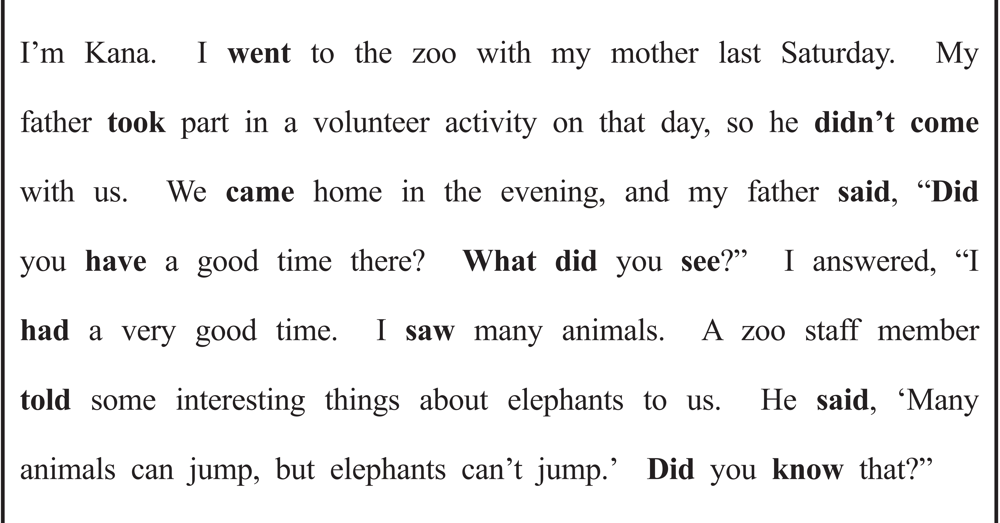 I’m Kana. I went to the zoo with my mother last Saturday. My
father took part in a volunteer activity on that day, so he didn’t come
with us. We came home in the evening, and my father said, “Did
you have a good time there? What did you see?” I answered, “I
had a very good time. I saw many animals. A zoo staff member
told some interesting things about elephants to us. He said, ‘Many
animals can jump, but elephants can’t jump.’ Did you know that?”